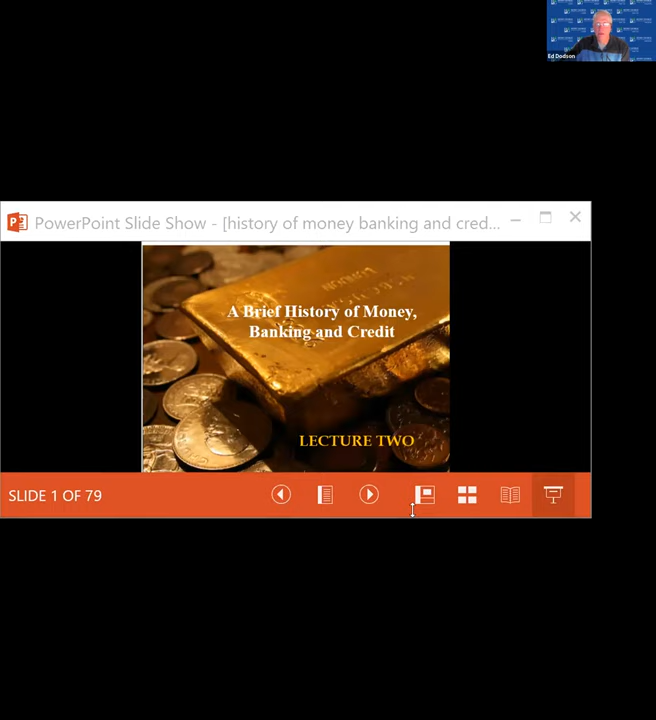 Ed Dodson
PowerPoint Slide Show - [history of money banking and cred...
A Brief History of Money,
Banking and Credit
LECTURE TWO
SLIDE 1 OF 79